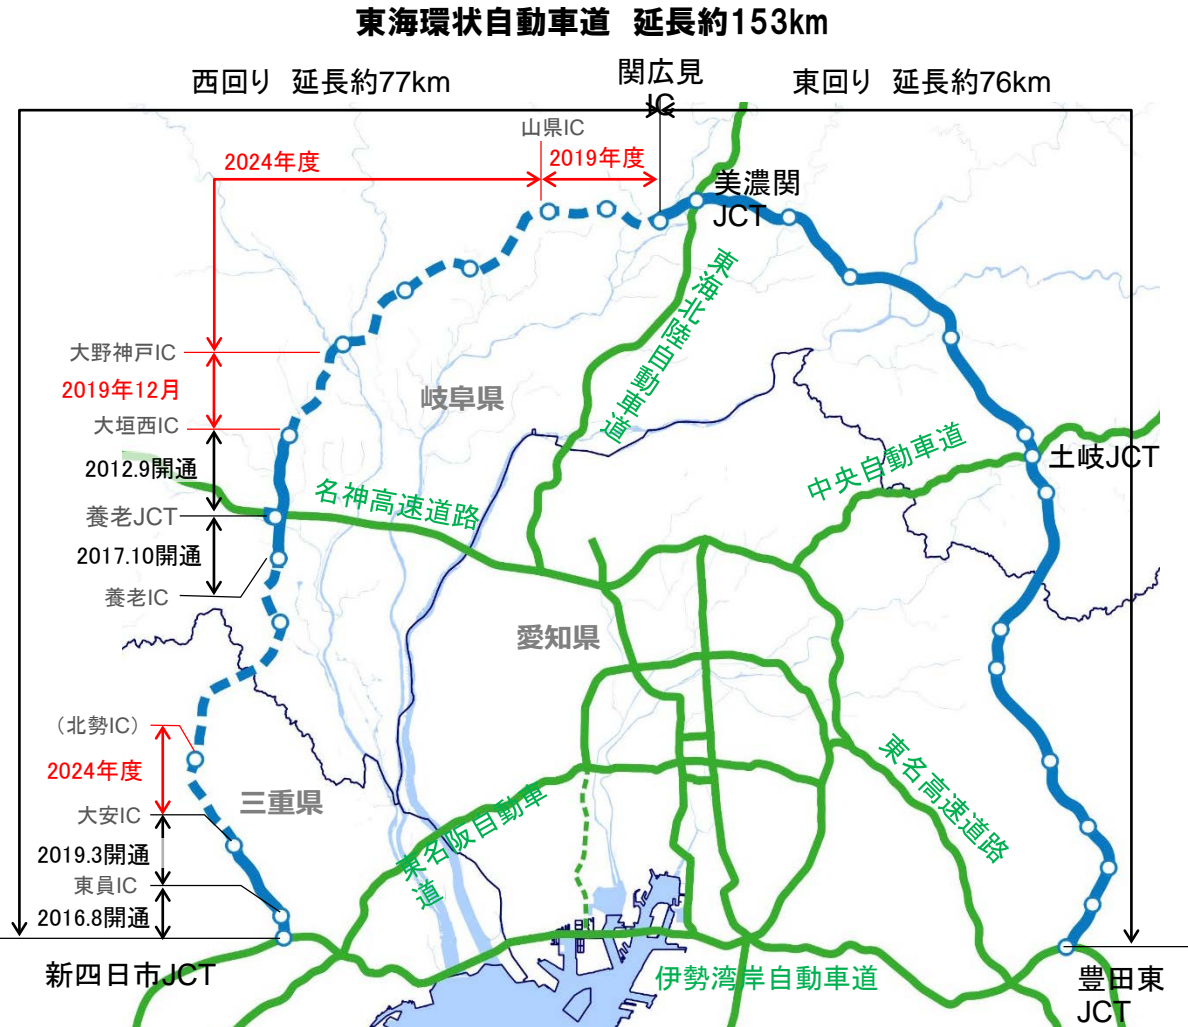 東海環状自動車道 延長約153km
西回り 延長約77km
関広見
IC
東回り 延長約76km
山県IC
2024年度
2019年度
美濃関
JCT
東海北陸自動車道
大野神戸IC
2019年12月
岐阜県
大垣西IC
2012.9開通
中央自動車道
土岐JCT
名神高速道路
養老JCT
2017.10開通
養老IC
愛知県
(北勢IC)
2024年度
三重県
東名高速道路
大安IC
東名阪自動車
道
2019.3開通
東員IC
2016.8開通
新四日市JCT
伊勢湾岸自動車道
豊田東
JCT